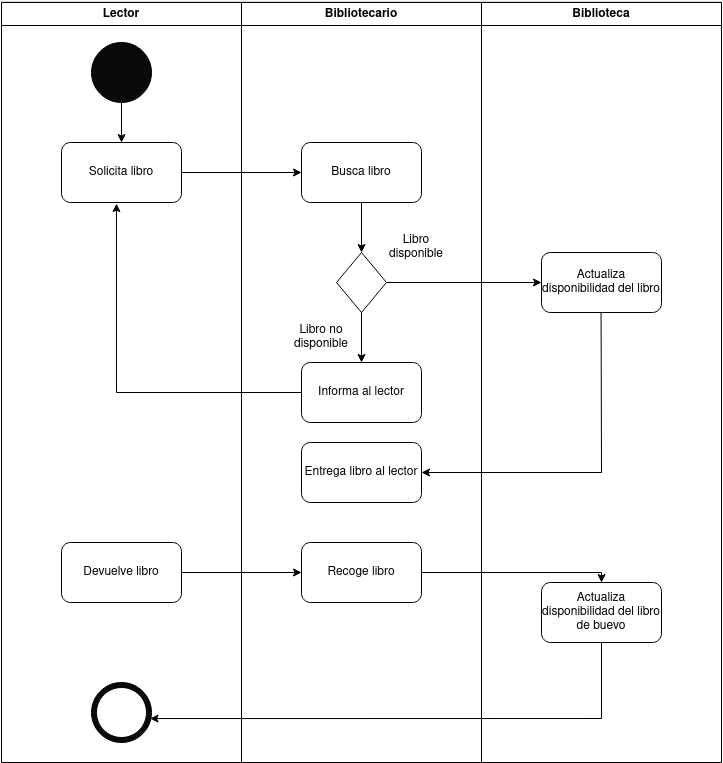 Lector
Bibliotecario
Biblioteca
Solicita libro
Busca libro
Libro
disponible
Actualiza
disponibilidad del libro
Libro no
disponible
Informa al lector
Entrega libro al lector
Devuelve libro
Recoge libro
Actualiza
disponibilidad del libro
de buevo